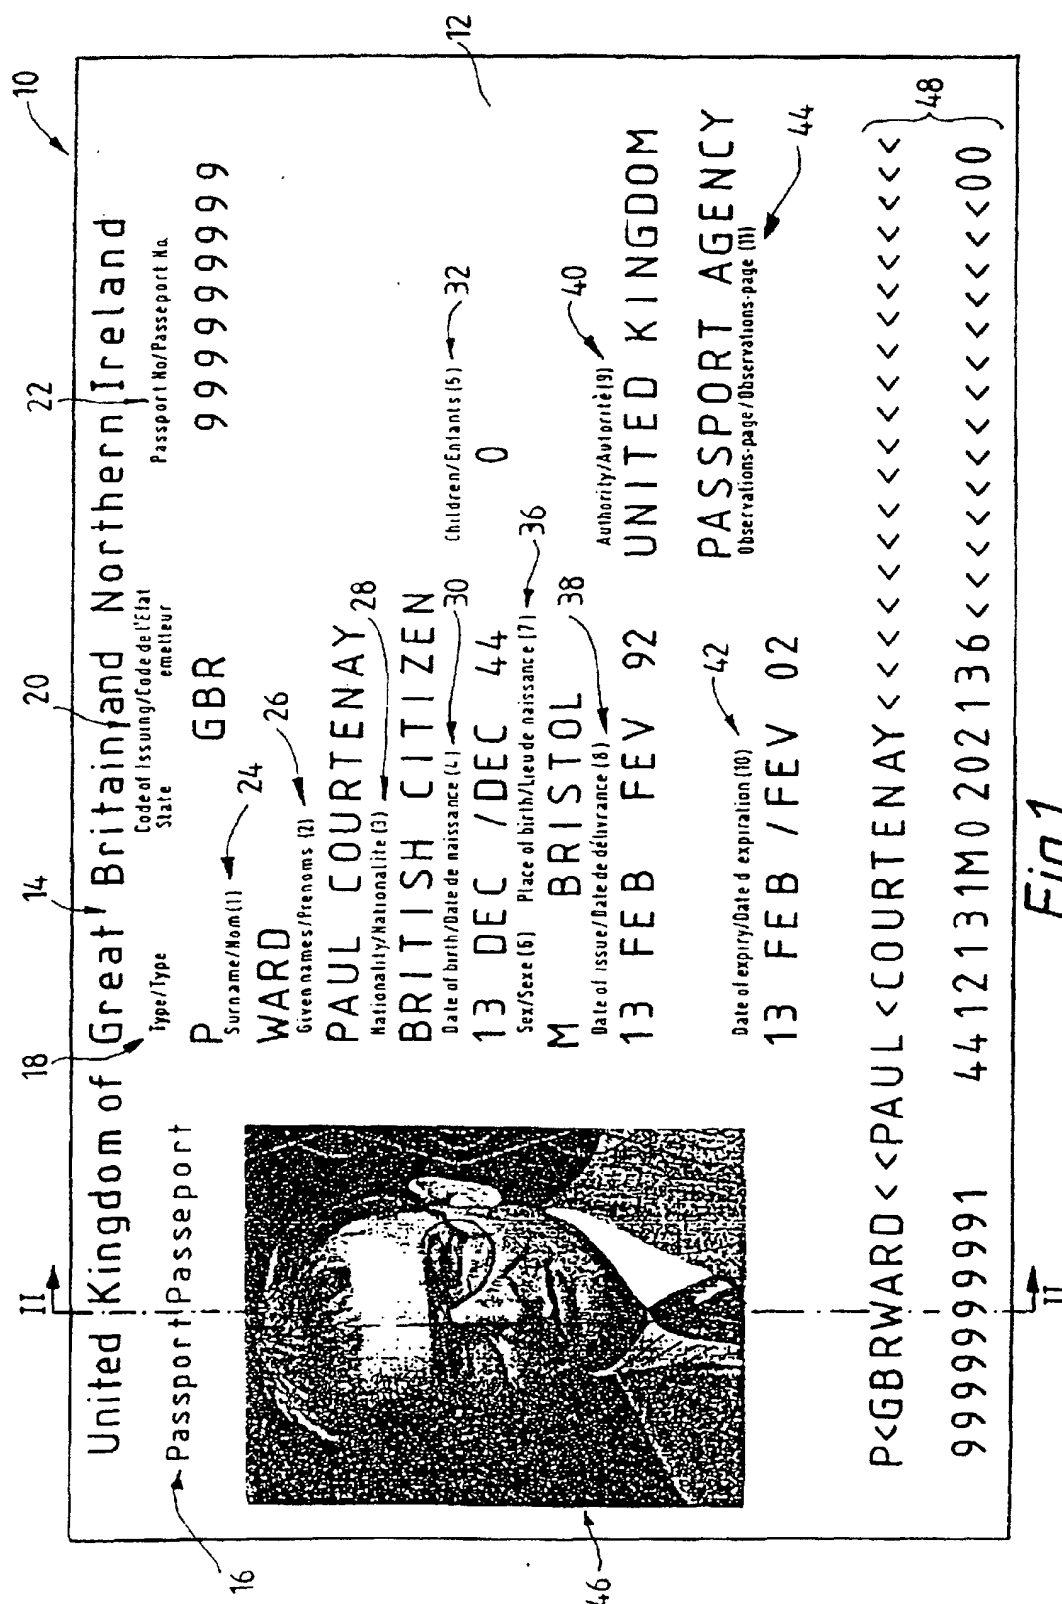 10
United Kingdom of Great Britain and Northern Ireland
14
20
22
18
16
Passport Passeport
Type/Type
Code of Issuing/Code de l'Etat
State emetteur
Passport No/Passeport No.
P GBR 999999999
Surname/Nom(1)
24
WARD
Given names/Prenoms (2)
26
PAUL COURTENAY
Nationality/Nationalite (3)
28
BRITISH CITIZEN
Date of birth/Date de naissance (4)
30
Children/Enfants (5)
32
13 DEC /DEC 44 0
Sex/Sexe (6) Place of birth/Lieu de naissance (7)
36
M BRISTOL
Date of issue/Date de délivrance (8)
38
Authority/Autorité (9)
40
13 FEB FEV 92 UNITED KINGDOM
PASSPORT AGENCY
Date of expiry/Date d expiration (10)
42
Observations-page/Observations-page (11)
44
13 FEB /FEV 02
12
46
P<GBRWARD<<PAUL<COURTENAY<<<<<<<<<<<<<<<<<<<
9999999991 4412131M0202136<<<<<<<<<<<<<<00
48
II
II
Fig.1